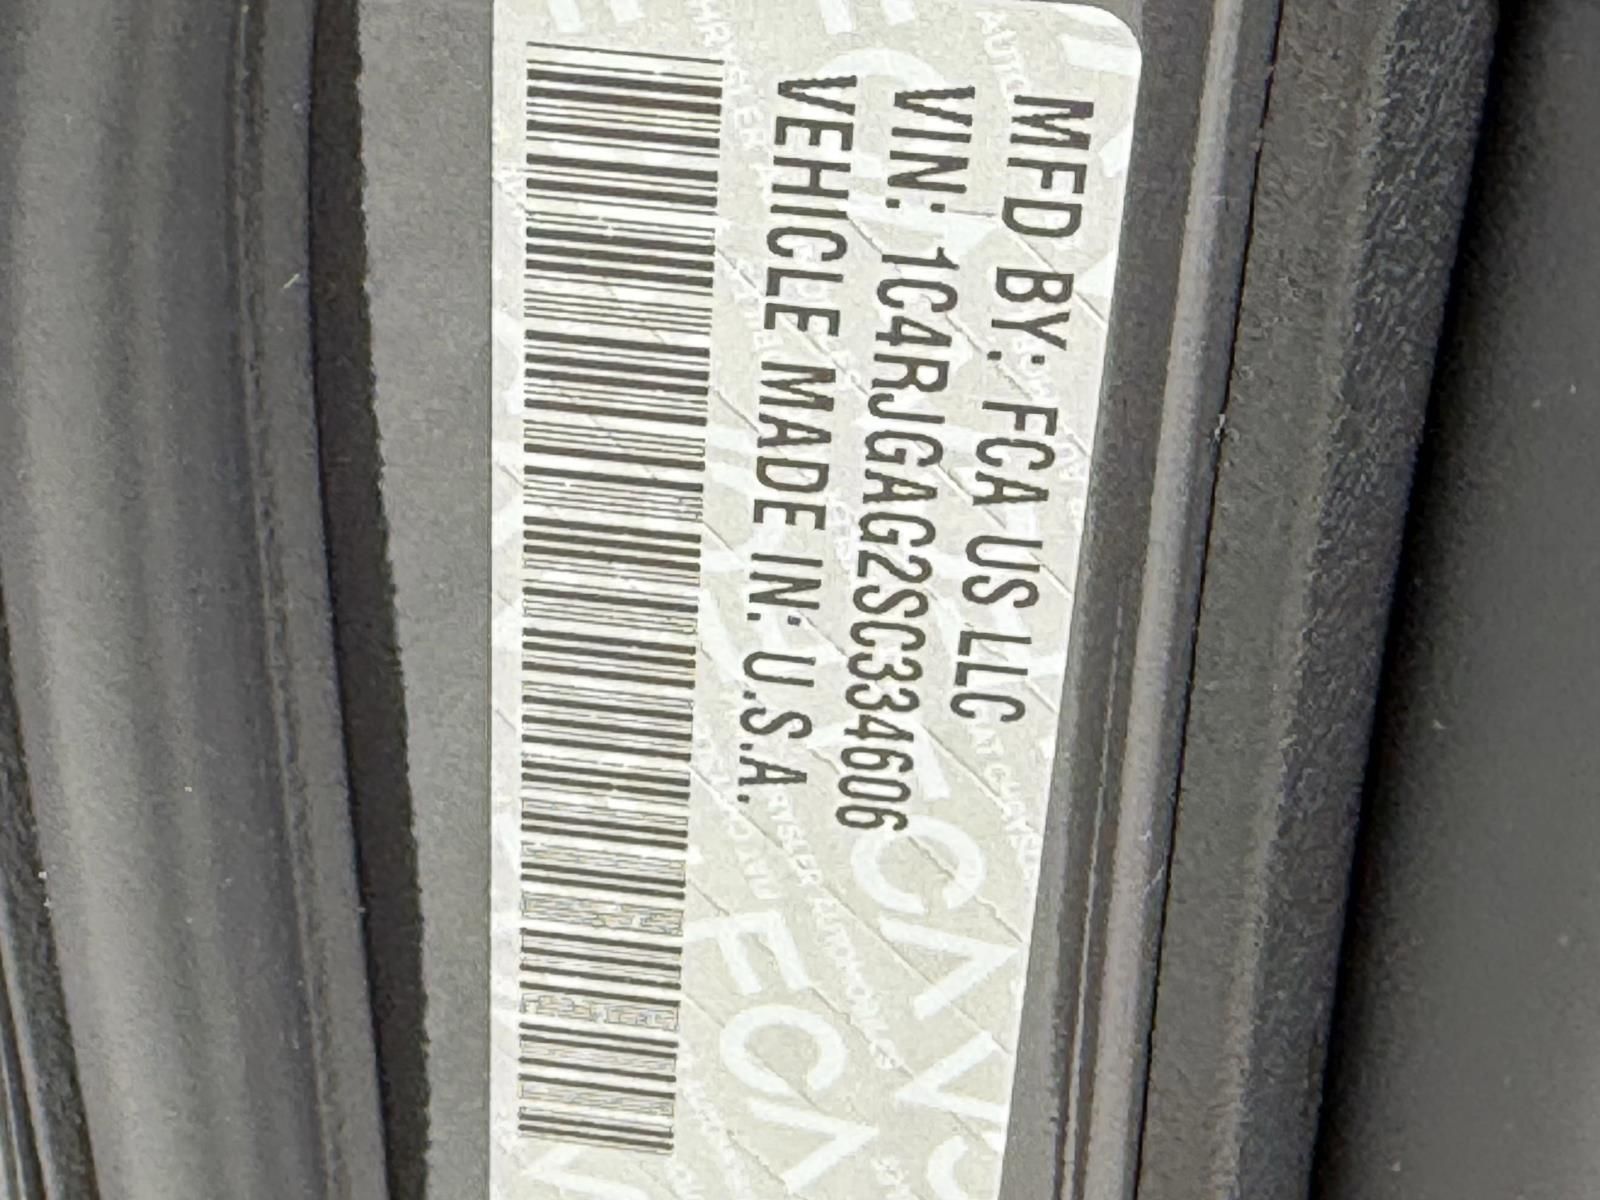 MFD BY: FCA US LLC
VIN: 1C4RJGAG2SC334606
VEHICLE MADE IN: U.S.A.